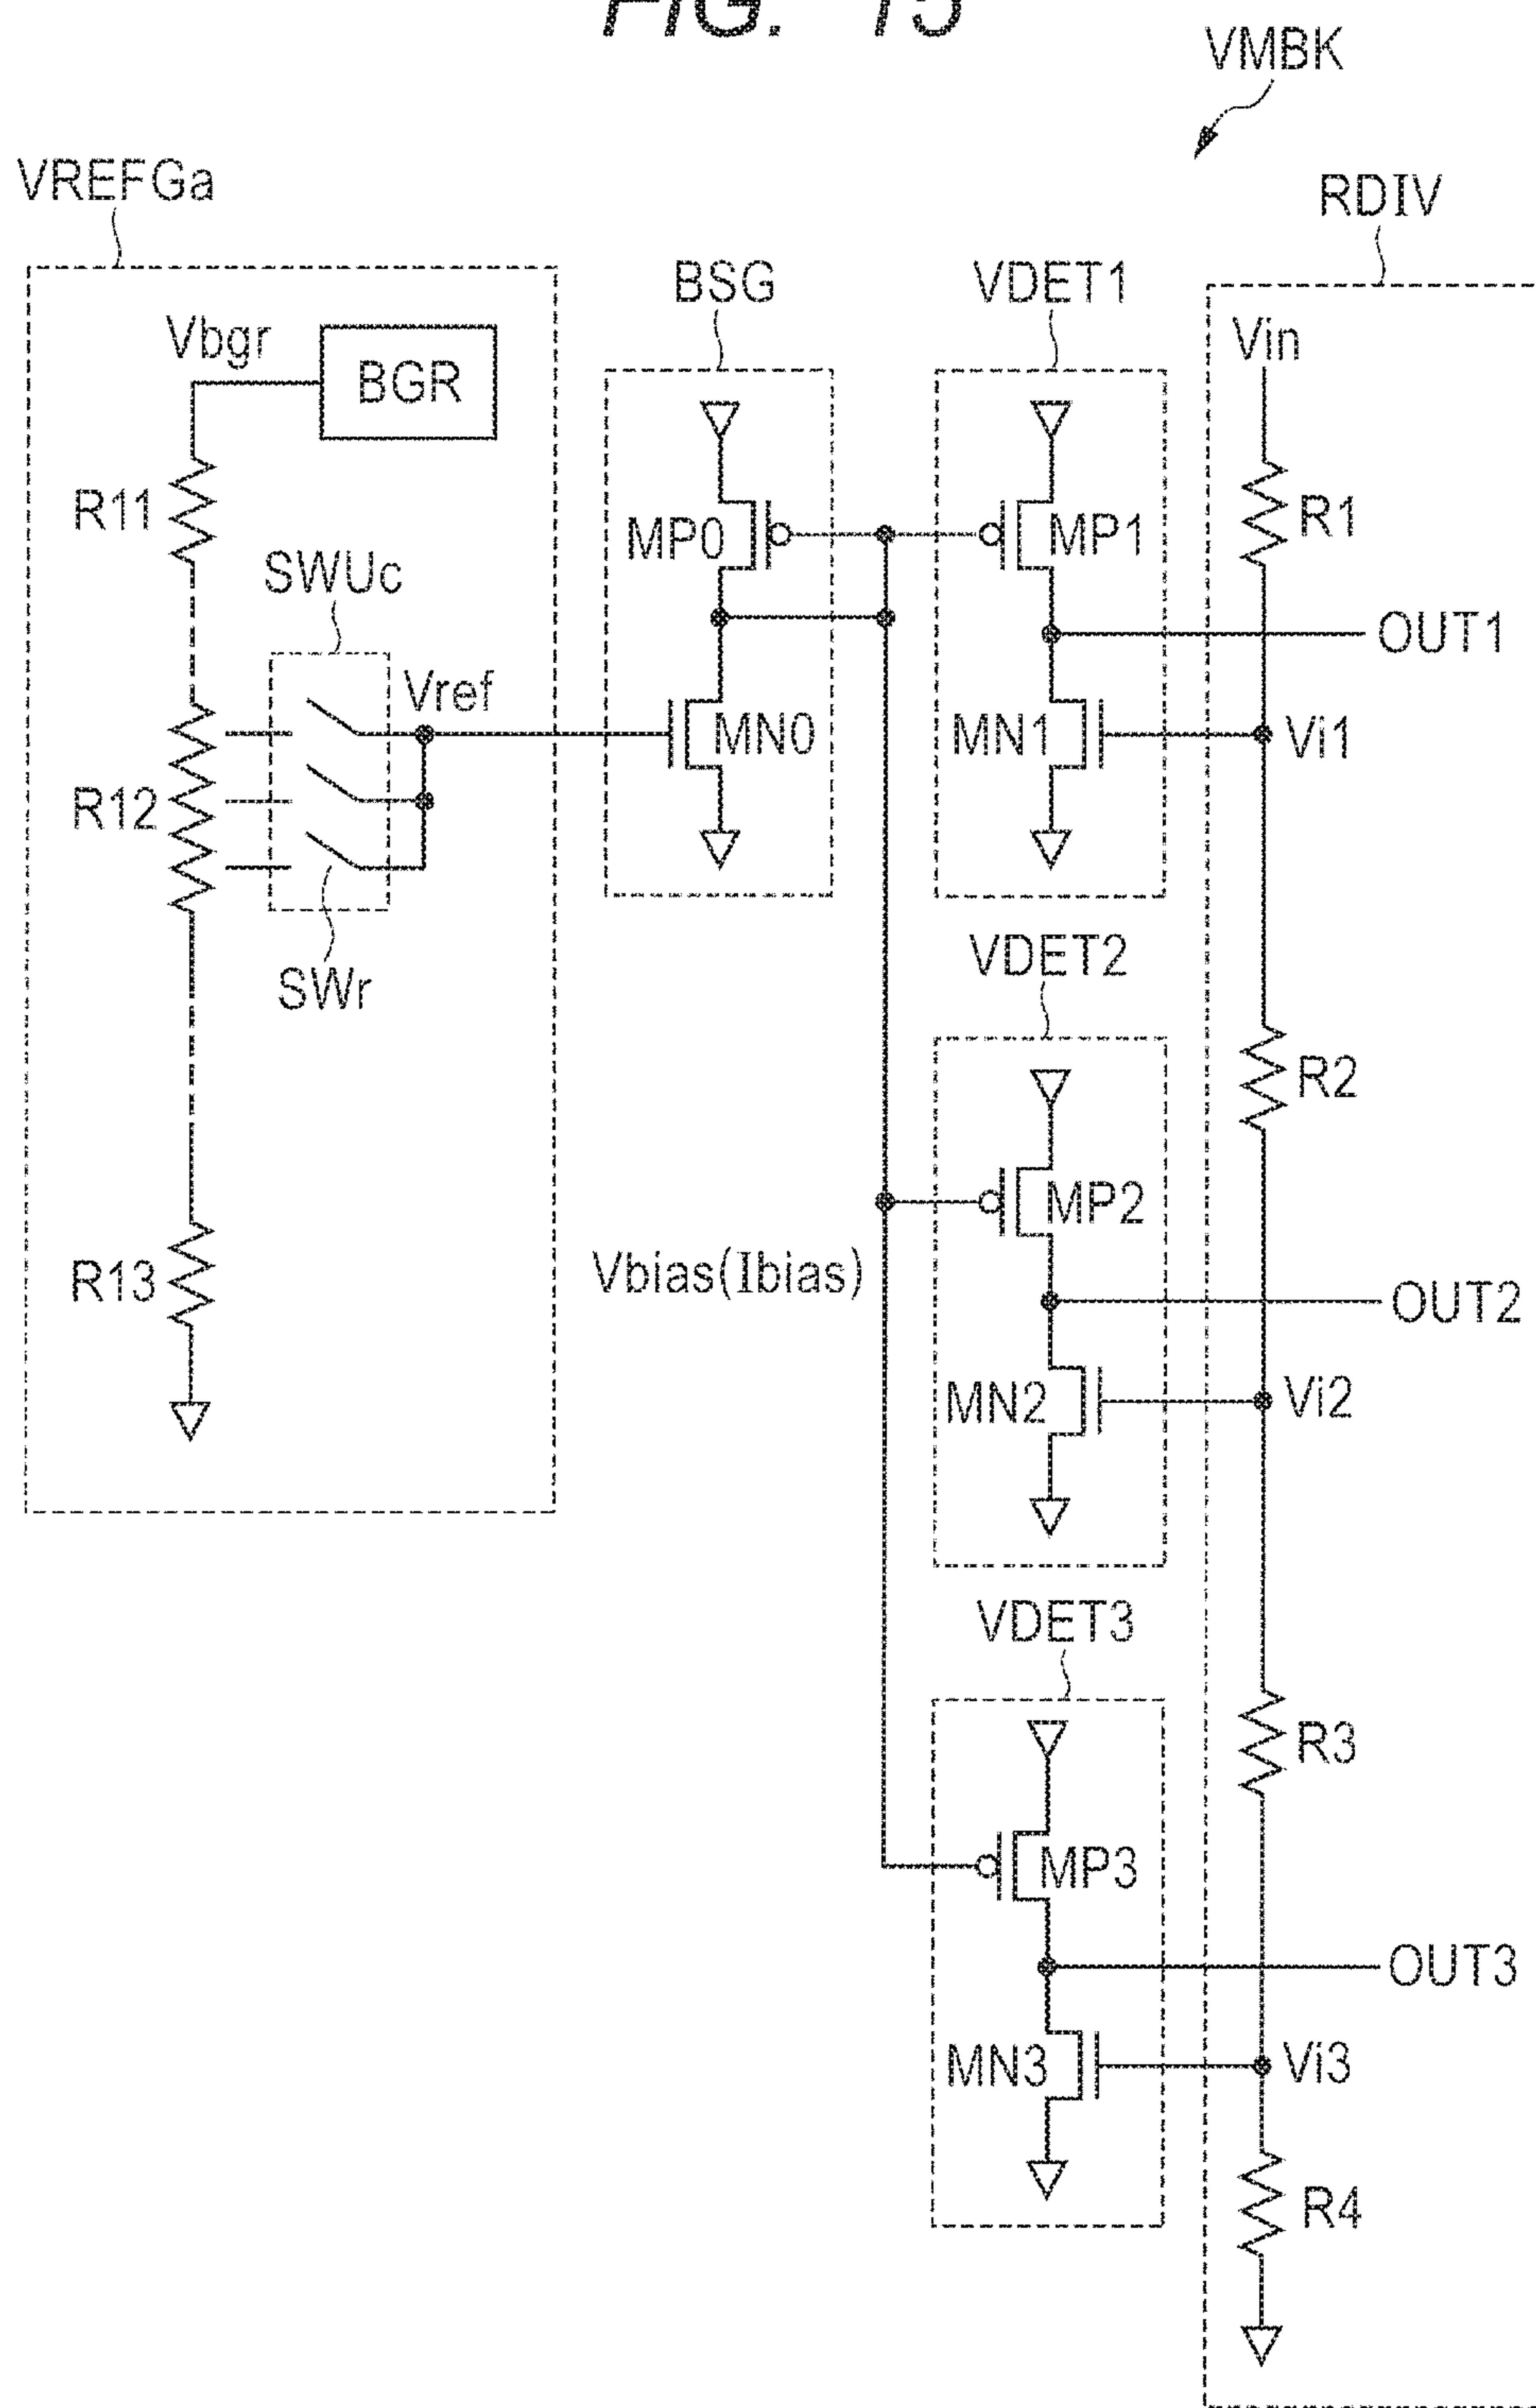 FIG. 15
VMBK
VREFGa
RDIV
BSG
VDET1
Vbgr
BGR
Vin
R11
MP0
MP1
R1
SWUc
OUT1
Vref
MN0
MN1
Vi1
R12
SWr
VDET2
R2
MP2
Vbias(Ibias)
R13
OUT2
MN2
Vi2
VDET3
R3
MP3
OUT3
MN3
Vi3
R4